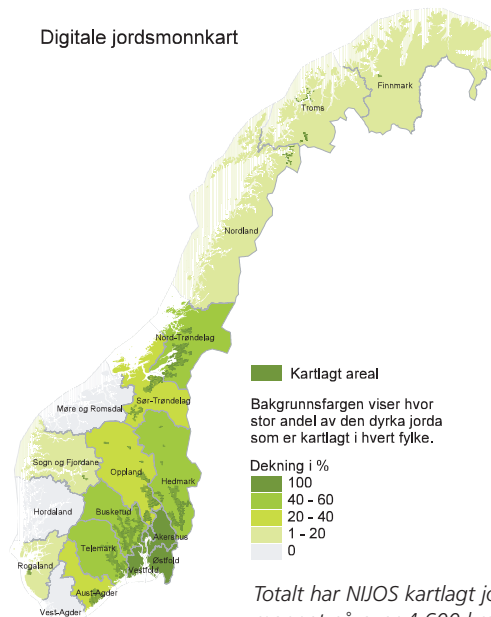 Digitale jordsmonnkart
Finnmark
Troms
Nordland
Nord-Trøndelag
Kartlagt areal
Møre og Romsdal
Sør-Trøndelag
Bakgrunnsfargen viser hvor
stor andel av den dyrka jorda
som er kartlagt i hvert fylke.
Sogn og Fjordane
Oppland
Hedmark
Dekning i %
100
40 - 60
20 - 40
1 - 20
0
Hordaland
Buskerud
Akershus
Telemark
Østfold
Vestfold
Rogaland
Aust-Agder
Vest-Agder
Totalt har NIJOS kartlagt jo